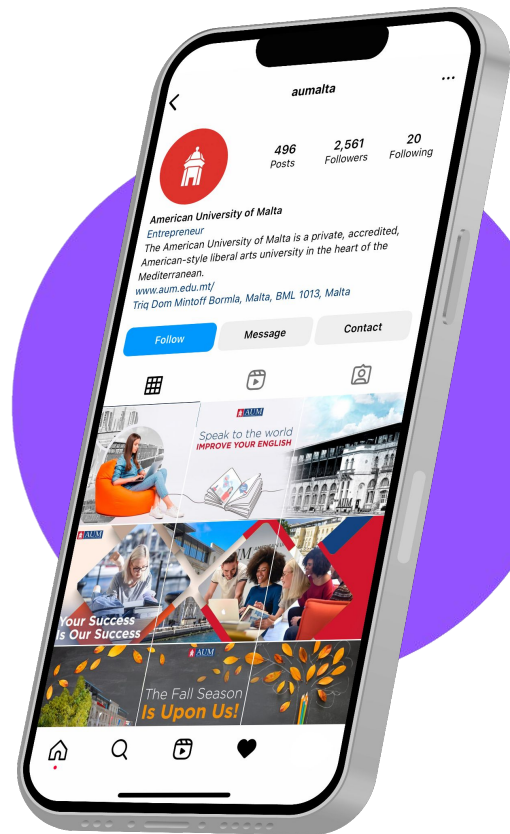 aumalta
...
496
2,561
20
Posts
Followers
Following
American University of Malta
Entrepreneur
The American University of Malta is a private, accredited,
American-style liberal arts university in the heart of the
Mediterranean.
www.aum.edu.mt/
Triq Dom Mintoff Bormla, Malta, BML 1013, Malta
Follow
Message
Contact
AUM
Speak to the world
IMPROVE YOUR ENGLISH
AUM
Your Success
Is Our Success
AUM
The Fall Season
Is Upon Us!